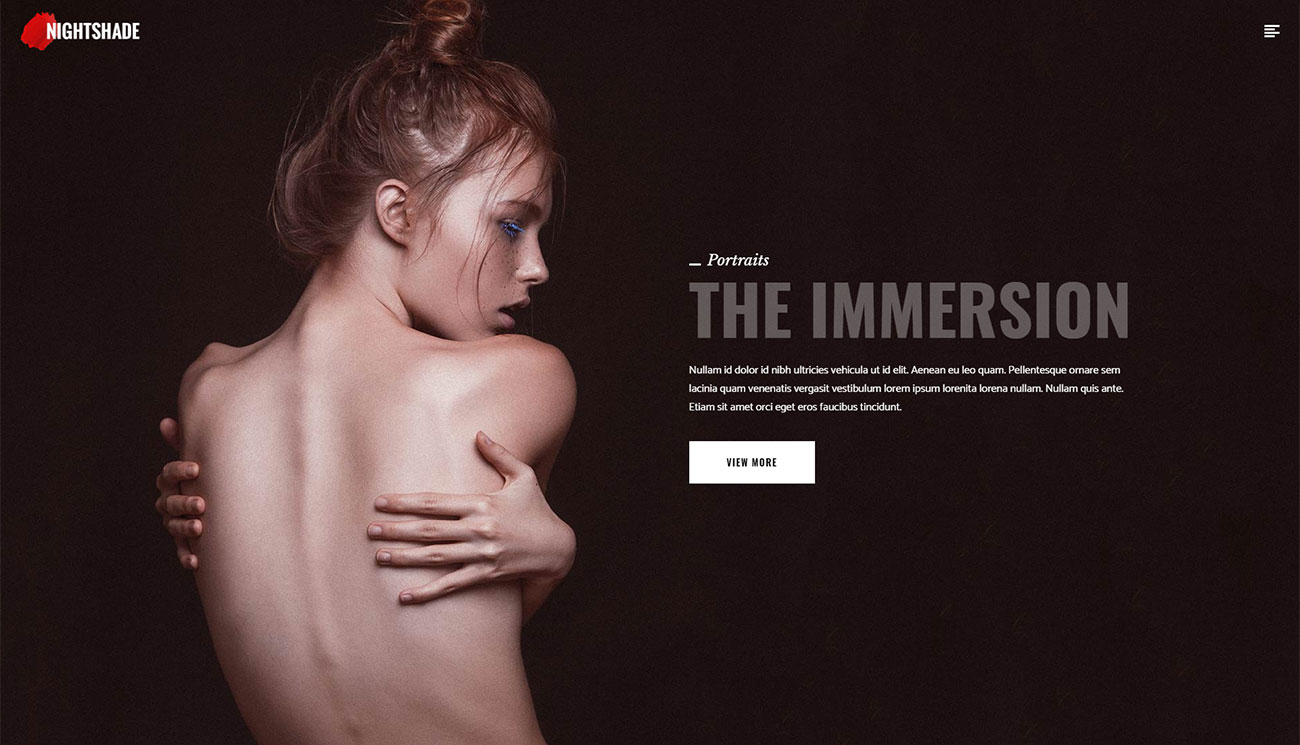 NIGHTSHADE
Portraits
THE IMMERSION
Nullam id dolor id nibh ultricies vehicula ut id elit. Aenean eu leo quam. Pellentesque ornare sem
lacinia quam venenatis vergasit vestibulum lorem ipsum lorenita lorena nullam. Nullam quis ante.
Etiam sit amet orci eget eros faucibus tincidunt.
VIEW MORE